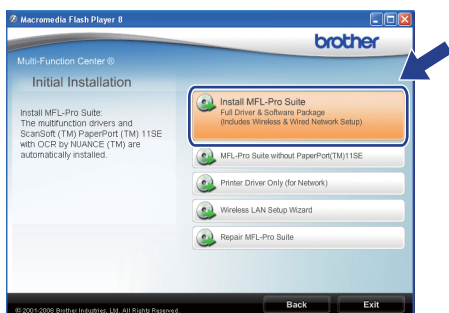 Macromedia Flash Player 8
brother
Multi-Function Center ®
Initial Installation
Install MFL-Pro Suite:
The multifunction drivers and
ScanSoft (TM) PaperPort (TM) 11SE
with OCR by NUANCE (TM) are
automatically installed.
Install MFL-Pro Suite
Full Driver & Software Package
(Includes Wireless & Wired Network Setup)
MFL-Pro Suite without PaperPort(TM)11SE
Printer Driver Only (for Network)
Wireless LAN Setup Wizard
Repair MFL-Pro Suite
© 2001-2008 Brother Industries, Ltd. All Rights Reserved.
Back
Exit